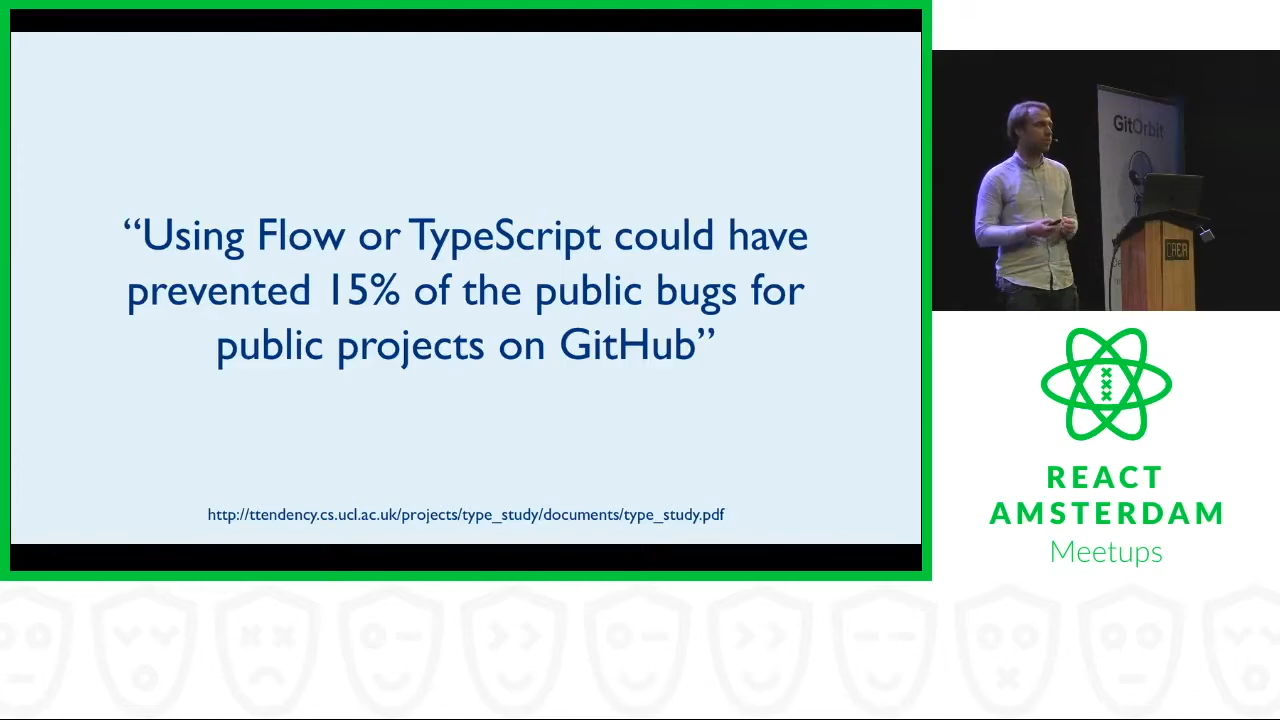 “Using Flow or TypeScript could have
prevented 15% of the public bugs for
public projects on GitHub”
http://ttendency.cs.ucl.ac.uk/projects/type_study/documents/type_study.pdf
GitOrbit
REACT
AMSTERDAM
Meetups